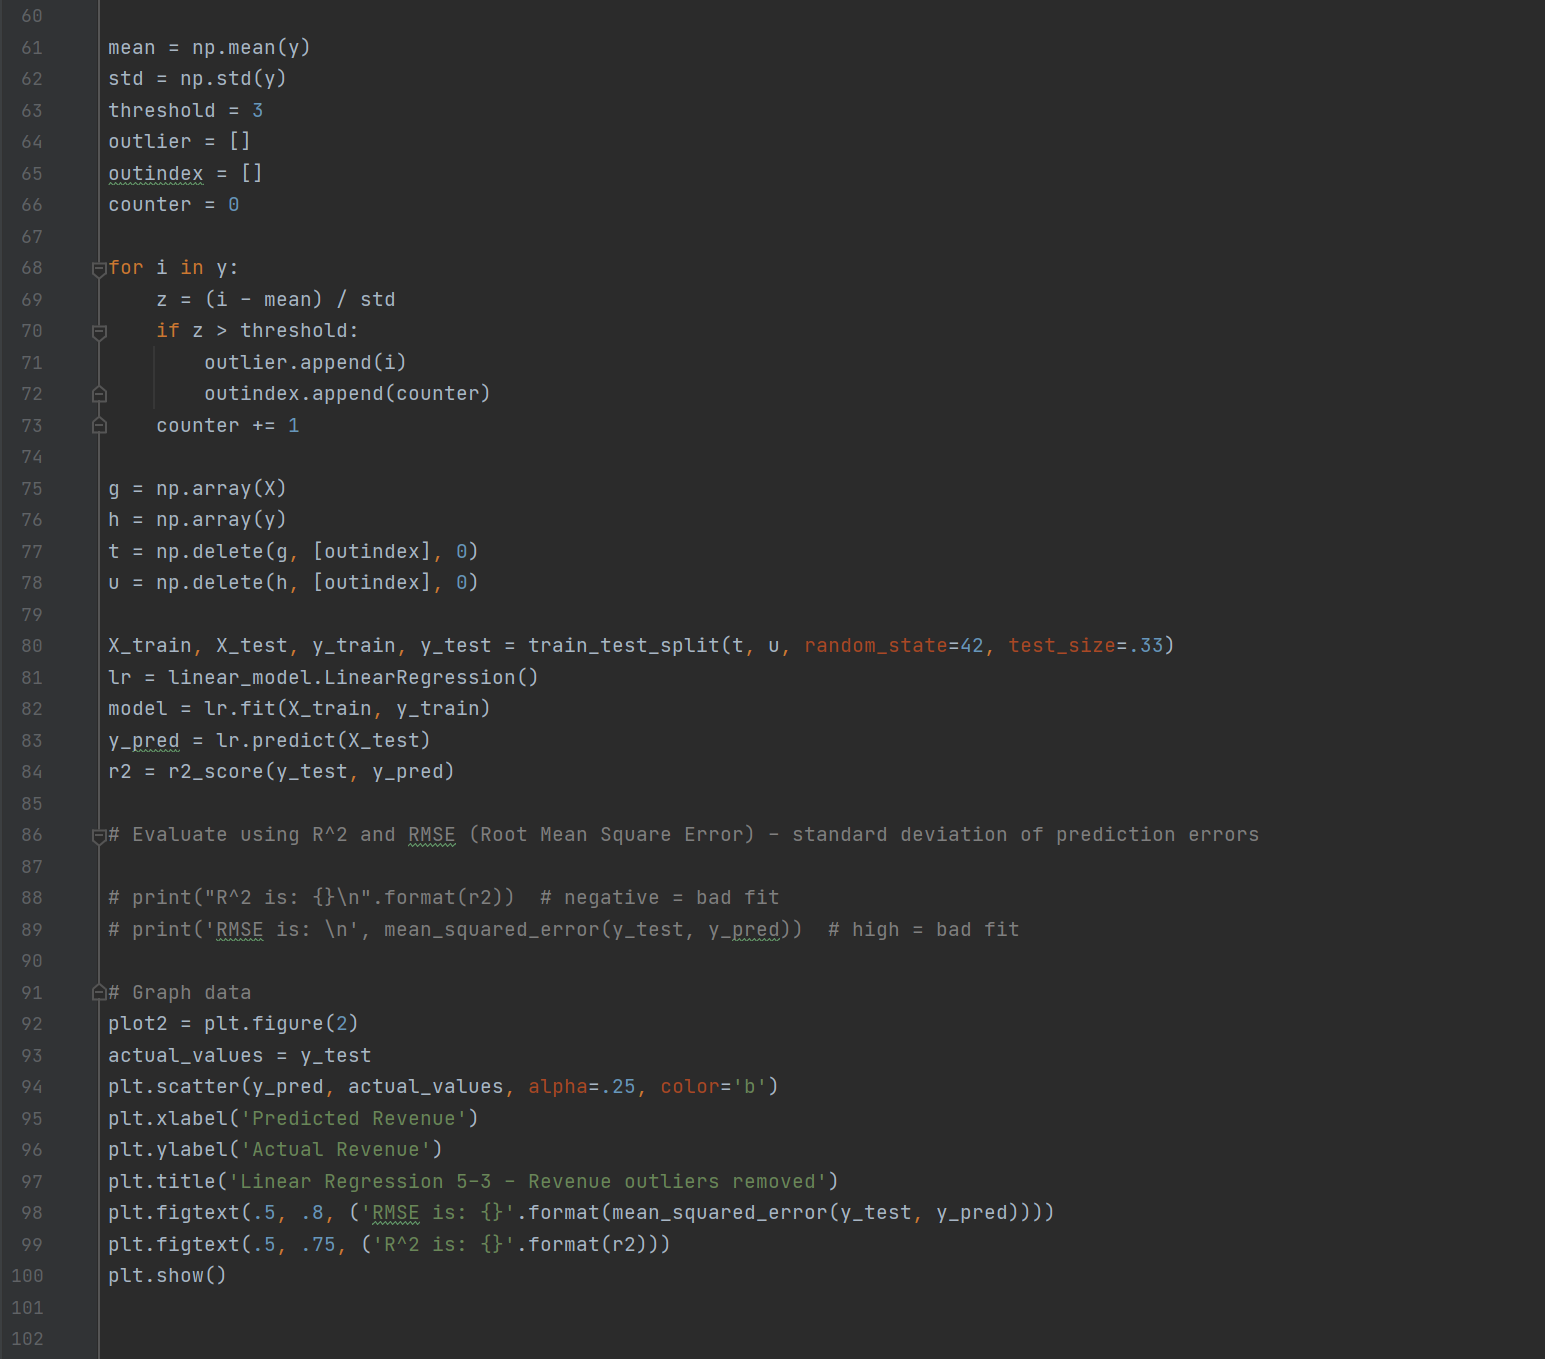 60
61 mean = np.mean(y)
62 std = np.std(y)
63 threshold = 3
64 outlier = []
65 outindex = []
66 counter = 0
67
68 for i in y:
69     z = (i - mean) / std
70     if z > threshold:
71         outlier.append(i)
72         outindex.append(counter)
73     counter += 1
74
75 g = np.array(X)
76 h = np.array(y)
77 t = np.delete(g, [outindex], 0)
78 u = np.delete(h, [outindex], 0)
79
80 X_train, X_test, y_train, y_test = train_test_split(t, u, random_state=42, test_size=.33)
81 lr = linear_model.LinearRegression()
82 model = lr.fit(X_train, y_train)
83 y_pred = lr.predict(X_test)
84 r2 = r2_score(y_test, y_pred)
85
86 # Evaluate using R^2 and RMSE (Root Mean Square Error) - standard deviation of prediction errors
87
88 # print("R^2 is: {}\n".format(r2))  # negative = bad fit
89 # print('RMSE is: \n', mean_squared_error(y_test, y_pred))  # high = bad fit
90
91 # Graph data
92 plot2 = plt.figure(2)
93 actual_values = y_test
94 plt.scatter(y_pred, actual_values, alpha=.25, color='b')
95 plt.xlabel('Predicted Revenue')
96 plt.ylabel('Actual Revenue')
97 plt.title('Linear Regression 5-3 - Revenue outliers removed')
98 plt.figtext(.5, .8, ('RMSE is: {}'.format(mean_squared_error(y_test, y_pred))))
99 plt.figtext(.5, .75, ('R^2 is: {}'.format(r2)))
100 plt.show()
101
102